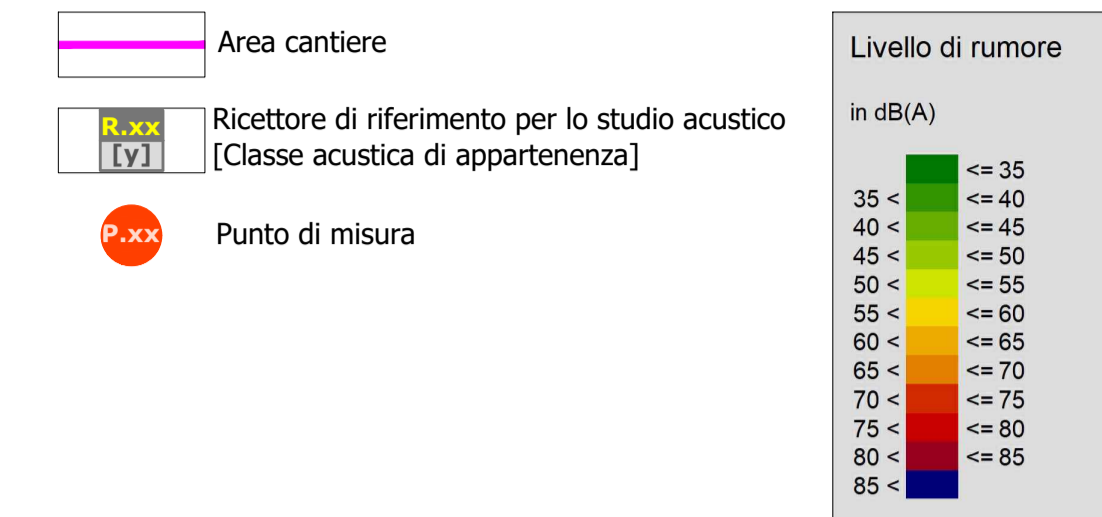 Area cantiere
R.xx
[y]
Ricettore di riferimento per lo studio acustico
[Classe acustica di appartenenza]
P.xx
Punto di misura
Livello di rumore
in dB(A)
<= 35
35 < <= 40
40 < <= 45
45 < <= 50
50 < <= 55
55 < <= 60
60 < <= 65
65 < <= 70
70 < <= 75
75 < <= 80
80 < <= 85
85 <